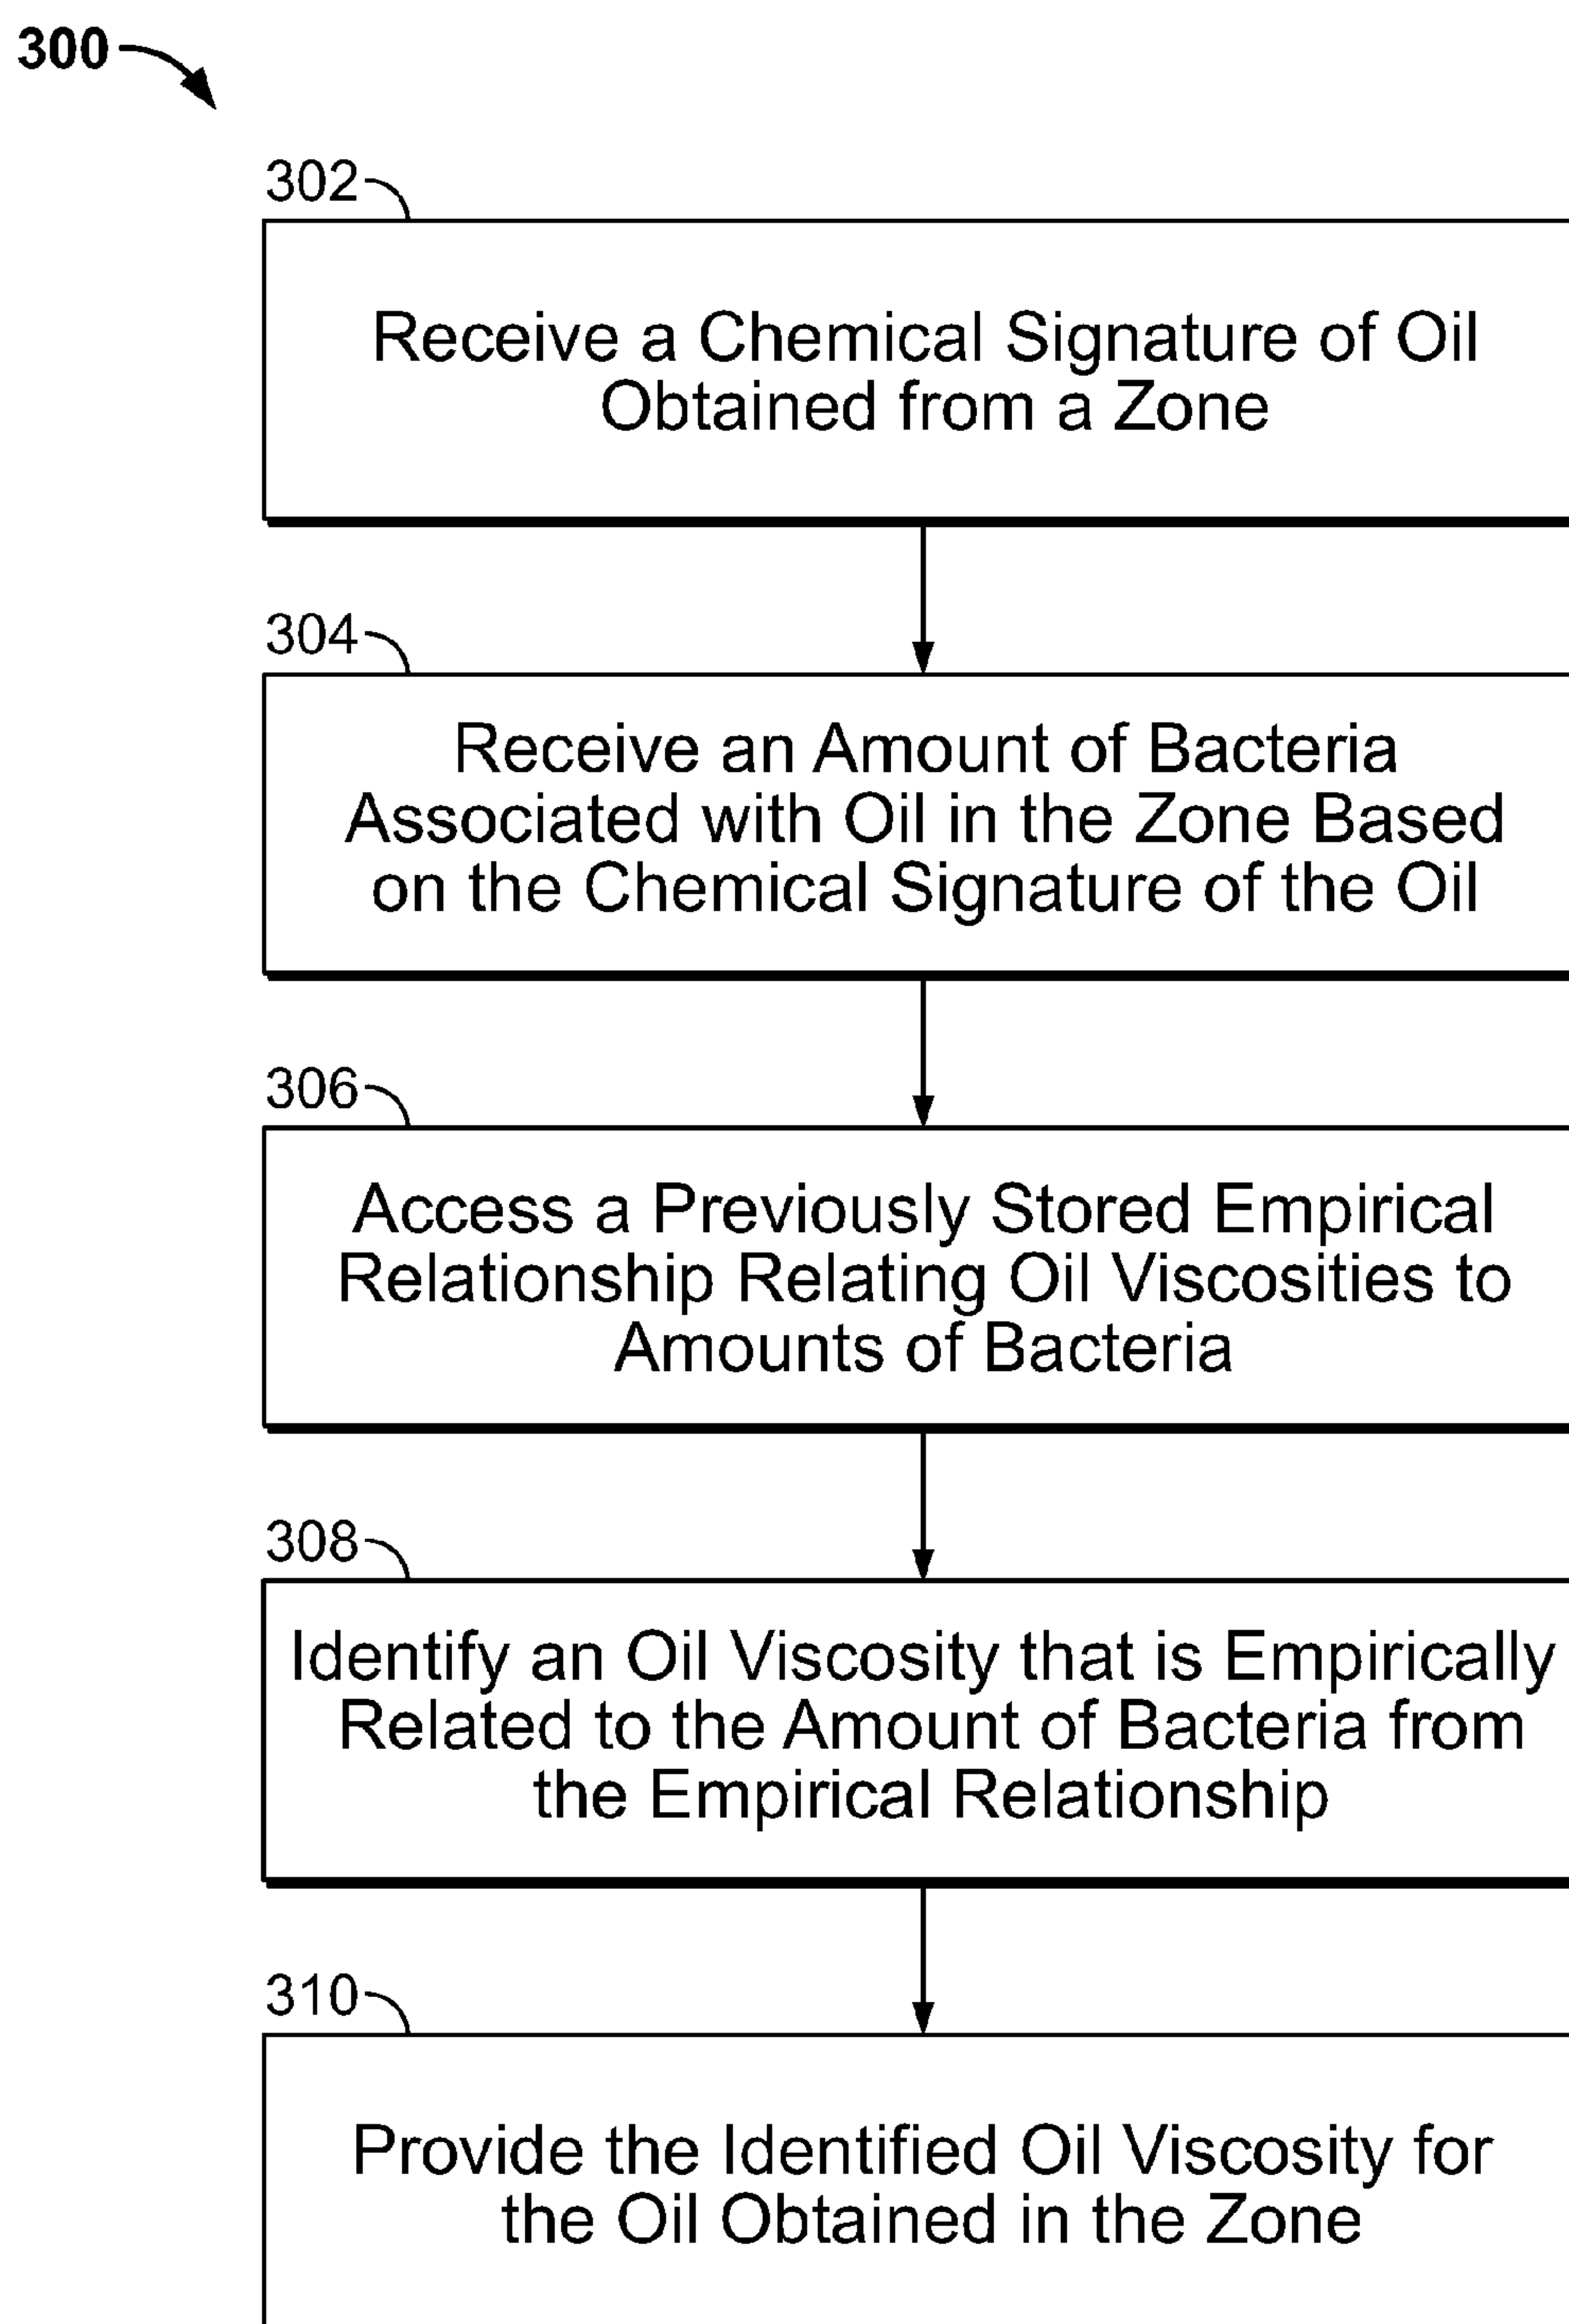 300
302
Receive a Chemical Signature of Oil
Obtained from a Zone
304
Receive an Amount of Bacteria
Associated with Oil in the Zone Based
on the Chemical Signature of the Oil
306
Access a Previously Stored Empirical
Relationship Relating Oil Viscosities to
Amounts of Bacteria
308
Identify an Oil Viscosity that is Empirically
Related to the Amount of Bacteria from
the Empirical Relationship
310
Provide the Identified Oil Viscosity for
the Oil Obtained in the Zone